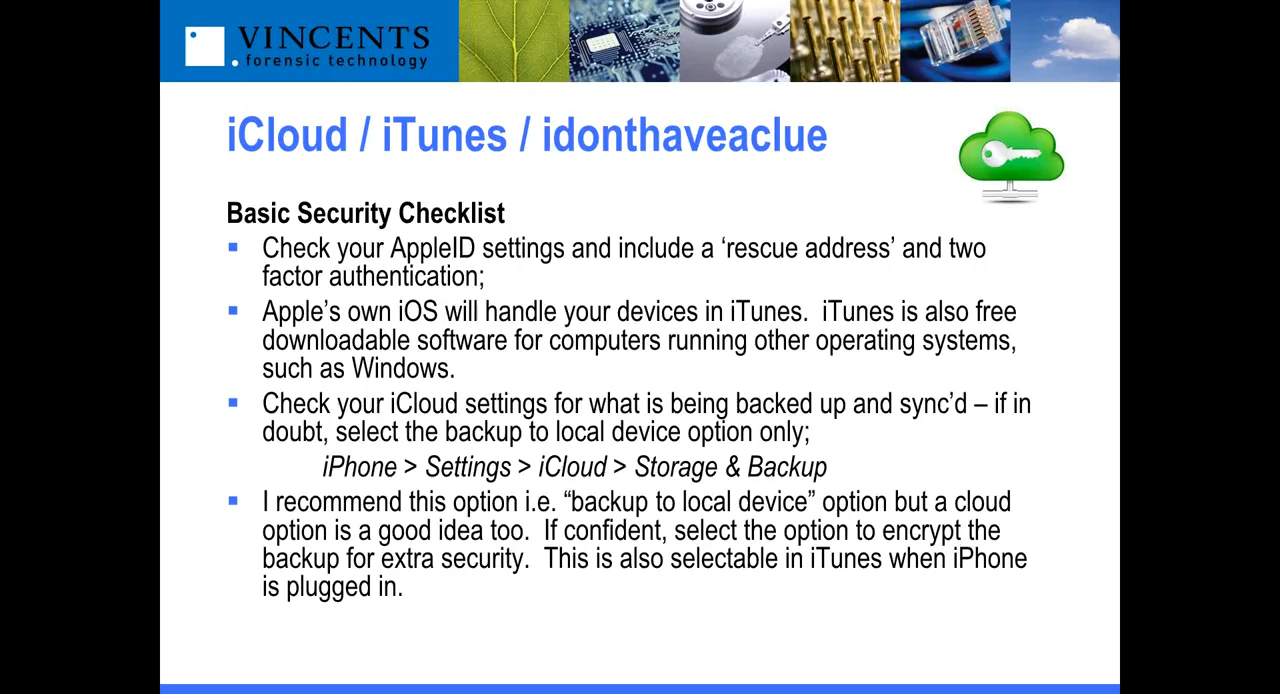 VINCENTS
forensic technology
iCloud / iTunes / idonthaveaclue
Basic Security Checklist
Check your AppleID settings and include a ‘rescue address’ and two
factor authentication;
Apple’s own iOS will handle your devices in iTunes.  iTunes is also free
downloadable software for computers running other operating systems,
such as Windows.
Check your iCloud settings for what is being backed up and sync’d – if in
doubt, select the backup to local device option only;
iPhone > Settings > iCloud > Storage & Backup
I recommend this option i.e. “backup to local device” option but a cloud
option is a good idea too.  If confident, select the option to encrypt the
backup for extra security.  This is also selectable in iTunes when iPhone
is plugged in.